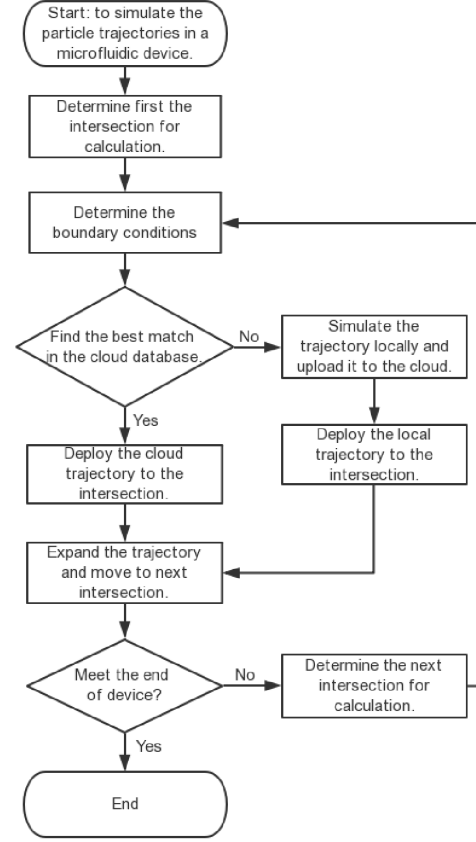 Start: to simulate the
particle trajectories in a
microfluidic device.
Determine first the
intersection for
calculation.
Determine the
boundary conditions
Find the best match
in the cloud database.
No
Simulate the
trajectory locally and
upload it to the cloud.
Yes
Deploy the cloud
trajectory to the
intersection.
Deploy the local
trajectory to the
intersection.
Expand the trajectory
and move to next
intersection.
Meet the end
of device?
No
Determine the next
intersection for
calculation.
Yes
End